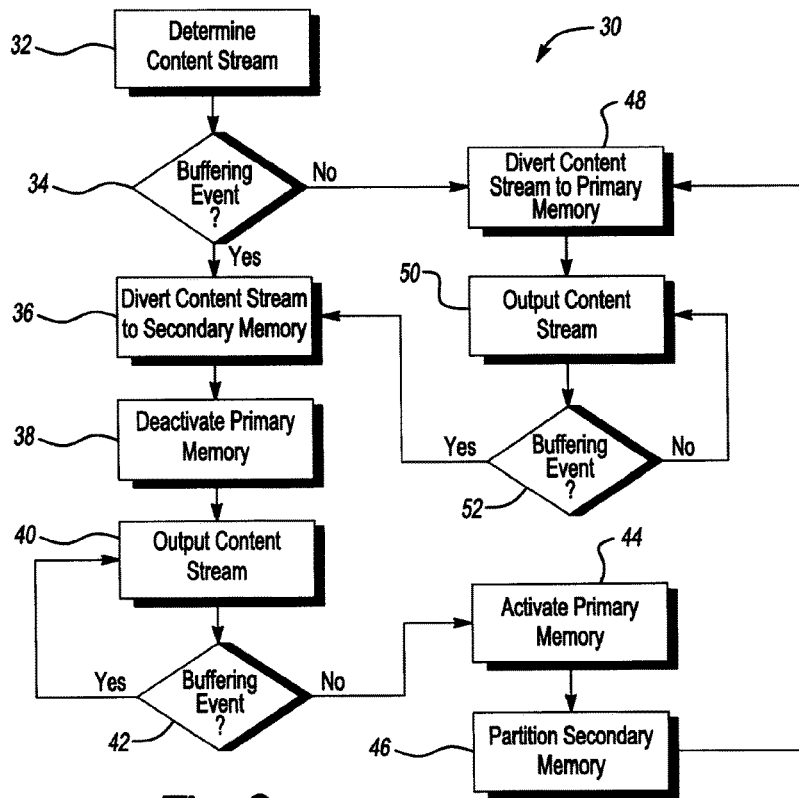 32
Determine
Content Stream
30
34
Buffering
Event
?
No
Yes
48
Divert Content
Stream to Primary
Memory
36
Divert Content Stream
to Secondary Memory
50
Output Content
Stream
38
Deactivate Primary
Memory
Yes
Buffering
Event
?
No
52
40
Output Content
Stream
44
Activate Primary
Memory
Yes
Buffering
Event
?
No
42
46
Partition Secondary
Memory